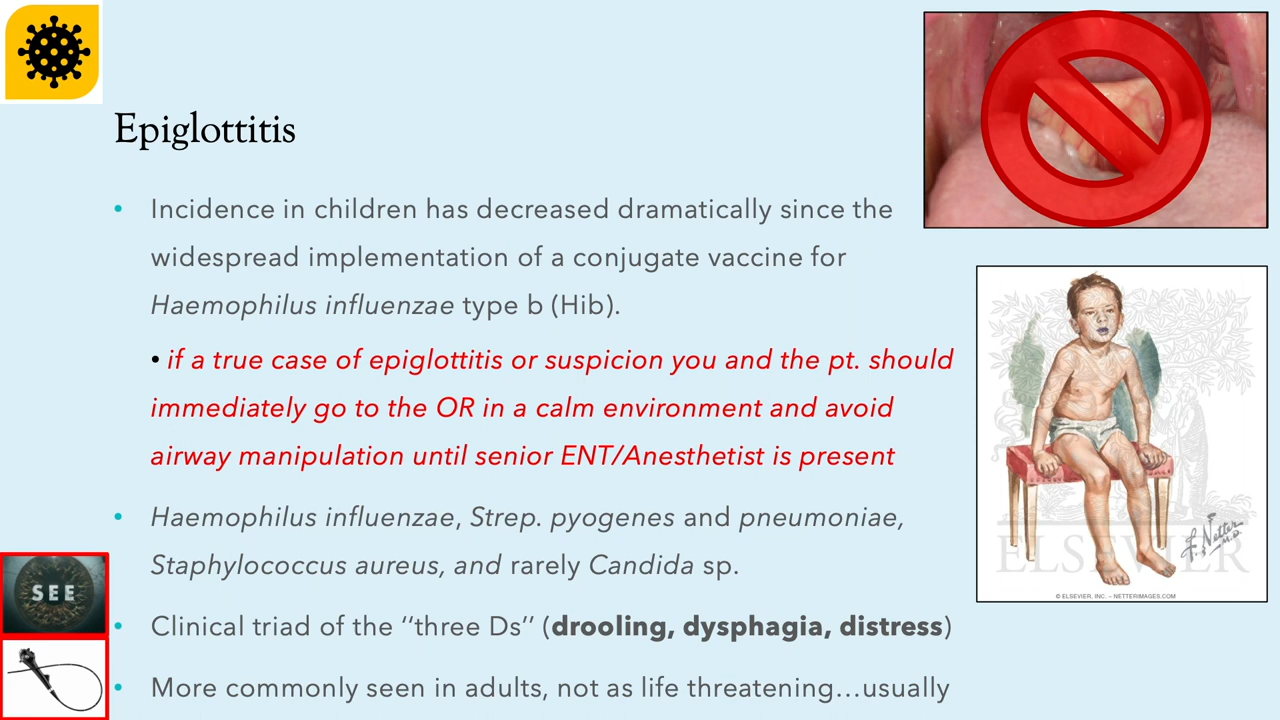 Epiglottitis
• Incidence in children has decreased dramatically since the
widespread implementation of a conjugate vaccine for
Haemophilus influenzae type b (Hib).
• if a true case of epiglottitis or suspicion you and the pt. should
immediately go to the OR in a calm environment and avoid
airway manipulation until senior ENT/Anesthetist is present
• Haemophilus influenzae, Strep. pyogenes and pneumoniae,
Staphylococcus aureus, and rarely Candida sp.
• Clinical triad of the ‘‘three Ds’’ (drooling, dysphagia, distress)
• More commonly seen in adults, not as life threatening…usually
SEE
F. Netter
M.D.
ELSEVIER
© ELSEVIER, INC. – NETTERIMAGES.COM